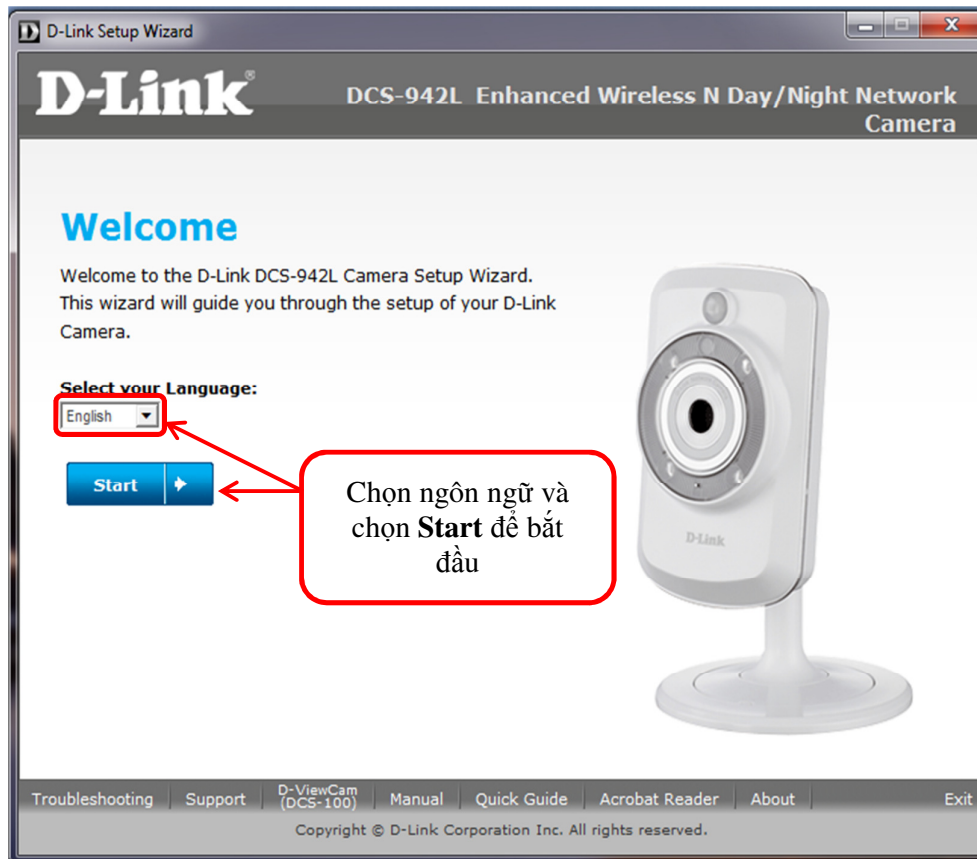 D-Link Setup Wizard
D-Link®
DCS-942L Enhanced Wireless N Day/Night Network
Camera
Welcome
Welcome to the D-Link DCS-942L Camera Setup Wizard.
This wizard will guide you through the setup of your D-Link
Camera.
Select your Language:
English
Start
Chọn ngôn ngữ và
chọn Start để bắt
đầu
D-Link
Troubleshooting Support D-ViewCam (DCS-100) Manual Quick Guide Acrobat Reader About Exit
Copyright © D-Link Corporation Inc. All rights reserved.